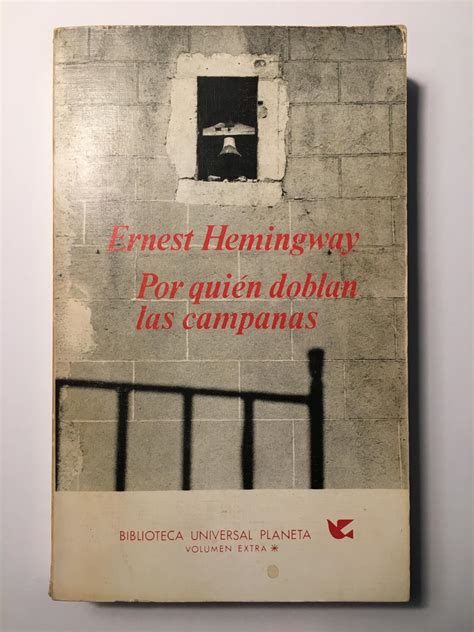 Ernest Hemingway
Por quién doblan
las campanas
BIBLIOTECA UNIVERSAL PLANETA
VOLUMEN EXTRA *